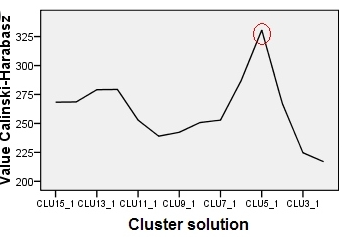 Value Calinski-Harabasz
325
300
275
250
225
200
CLU15_1 CLU13_1 CLU11_1 CLU9_1 CLU7_1 CLU5_1 CLU3_1
Cluster solution